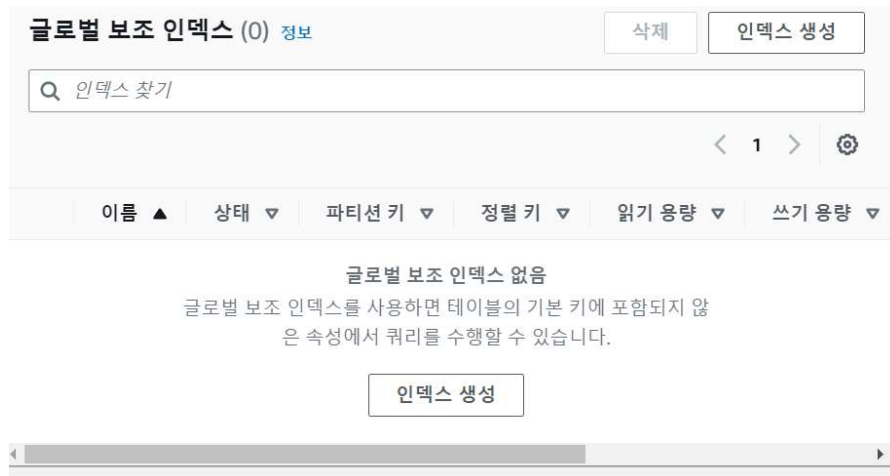 글로벌 보조 인덱스 (0) 정보
삭제
인덱스 생성
인덱스 찾기
1
이름 상태 파티션 키 정렬 키 읽기 용량 쓰기 용량
글로벌 보조 인덱스 없음
글로벌 보조 인덱스를 사용하면 테이블의 기본 키에 포함되지 않
은 속성에서 쿼리를 수행할 수 있습니다.
인덱스 생성